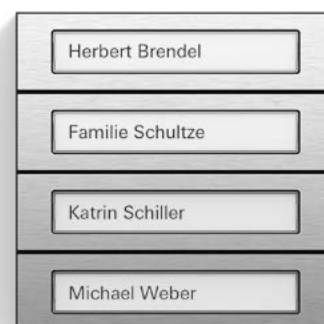 Herbert Brendel
Familie Schultze
Katrin Schiller
Michael Weber